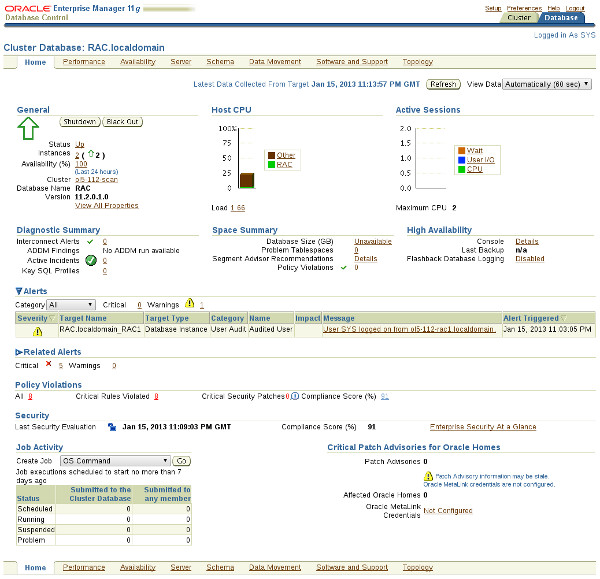 ORACLE Enterprise Manager 11g
Database Control
Setup Preferences Help Logout
Cluster Database
Logged in As SYS
Cluster Database: RAC.localdomain
Home Performance Availability Server Schema Data Movement Software and Support Topology
Latest Data Collected From Target Jan 15, 2013 11:13:57 PM GMT Refresh View Data Automatically (60 sec)
General
Shutdown Black Out
Status Up
Instances 2 ( 2 )
Availability (%) 100
(Last 24 hours)
Cluster ol5-112-scan
Database Name RAC
Version 11.2.0.1.0
View All Properties
Host CPU
100%
75
50
25
0
Other
RAC
Load 1.66
Active Sessions
2.0
1.5
1.0
0.5
0.0
Wait
User I/O
CPU
Maximum CPU 2
Diagnostic Summary
Interconnect Alerts 0
ADDM Findings No ADDM run available
Active Incidents 0
Key SQL Profiles 0
Space Summary
Database Size (GB) Unavailable
Problem Tablespaces 0
Segment Advisor Recommendations Details
Policy Violations 0
High Availability
Console Details
Last Backup n/a
Flashback Database Logging Disabled
Alerts
Category All Critical 0 Warnings 1
Severity Target Name Target Type Category Name Impact Message Alert Triggered
RAC.localdomain_RAC1 Database Instance User Audit Audited User User SYS logged on from ol5-112-rac1.localdomain. Jan 15, 2013 11:03:05 PM
Related Alerts
Critical 5 Warnings 0
Policy Violations
All 8 Critical Rules Violated 8 Critical Security Patches 0 Compliance Score (%) 91
Security
Last Security Evaluation Jan 15, 2013 11:09:03 PM GMT Compliance Score (%) 91 Enterprise Security At a Glance
Job Activity
Create Job OS Command Go
Job executions scheduled to start no more than 7
days ago
Status Submitted to the Cluster Database Submitted to any member
Scheduled 0 0
Running 0 0
Suspended 0 0
Problem 0 0
Critical Patch Advisories for Oracle Homes
Patch Advisories 0
Patch Advisory information may be stale.
Oracle MetaLink credentials are not configured.
Affected Oracle Homes 0
Oracle MetaLink
Credentials Not Configured
Home Performance Availability Server Schema Data Movement Software and Support Topology